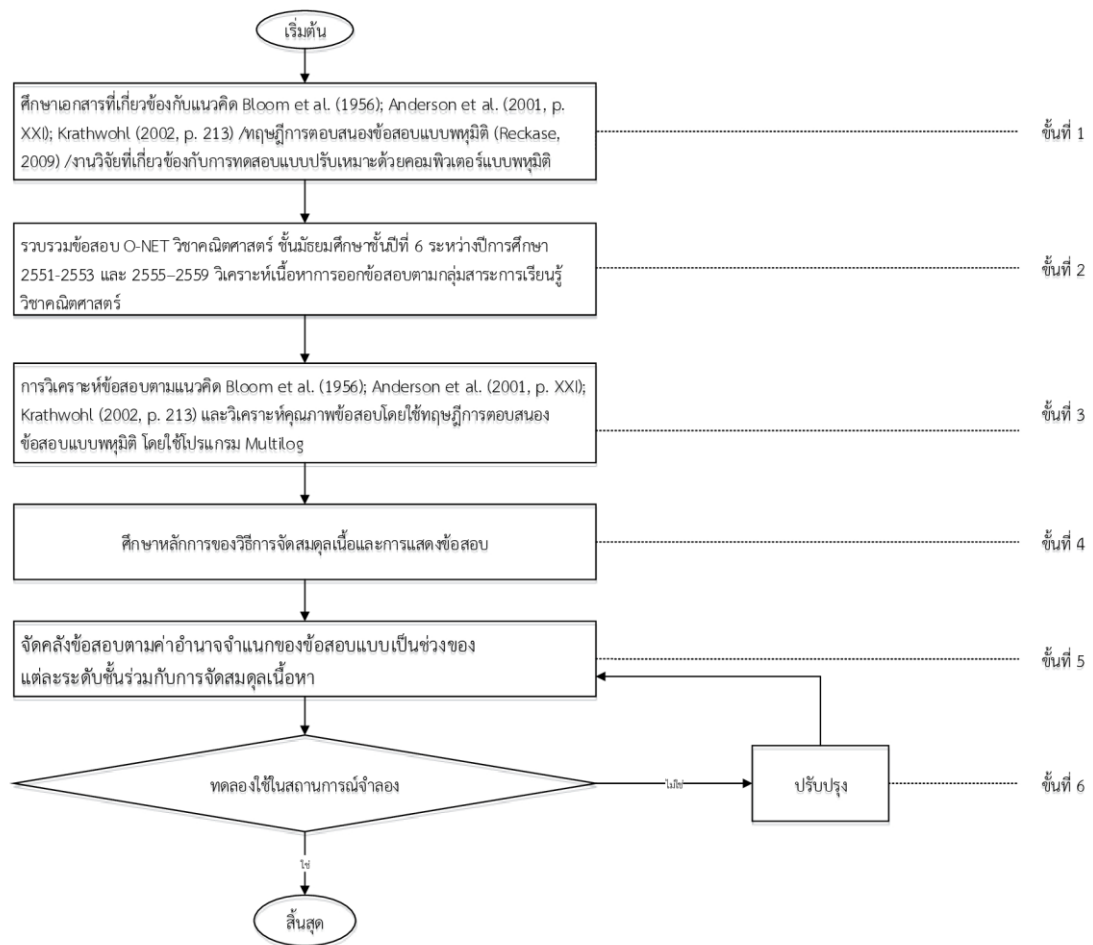 เริ่มต้น
ศึกษาเอกสารที่เกี่ยวข้องกับแนวคิด Bloom et al. (1956); Anderson et al. (2001, p.
XXI); Krathwohl (2002, p. 213) /ทฤษฎีการตอบสนองข้อสอบแบบพหุมิติ (Reckase,
2009) /งานวิจัยที่เกี่ยวข้องกับการทดสอบแบบปรับเหมาะด้วยคอมพิวเตอร์แบบพหุมิติ
ขั้นที่ 1
รวบรวมข้อสอบ O-NET วิชาคณิตศาสตร์ ชั้นมัธยมศึกษาชั้นปีที่ 6 ระหว่างปีการศึกษา
2551-2553 และ 2555–2559 วิเคราะห์เนื้อหาการออกข้อสอบตามกลุ่มสาระการเรียนรู้
วิชาคณิตศาสตร์
ขั้นที่ 2
การวิเคราะห์ข้อสอบตามแนวคิด Bloom et al. (1956); Anderson et al. (2001, p. XXI);
Krathwohl (2002, p. 213) และวิเคราะห์คุณภาพข้อสอบโดยใช้ทฤษฎีการตอบสนอง
ข้อสอบแบบพหุมิติ โดยใช้โปรแกรม Multilog
ขั้นที่ 3
ศึกษาหลักการของวิธีการจัดสมดุลเนื้อและการแสดงข้อสอบ
ขั้นที่ 4
จัดคลังข้อสอบตามค่าอำนาจจำแนกของข้อสอบแบบเป็นช่วงของ
แต่ละระดับชั้นร่วมกับการจัดสมดุลเนื้อหา
ขั้นที่ 5
ทดลองใช้ในสถานการณ์จำลอง
ไม่ใช่
ปรับปรุง
ขั้นที่ 6
ใช่
สิ้นสุด